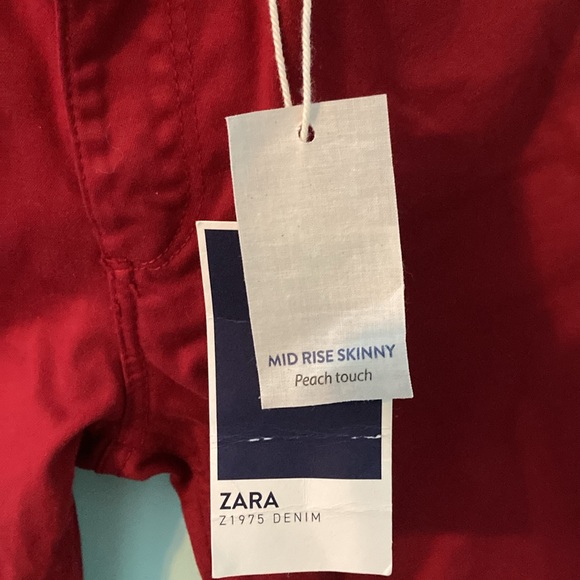 MID RISE SKINNY
Peach touch
ZARA
Z1975 DENIM